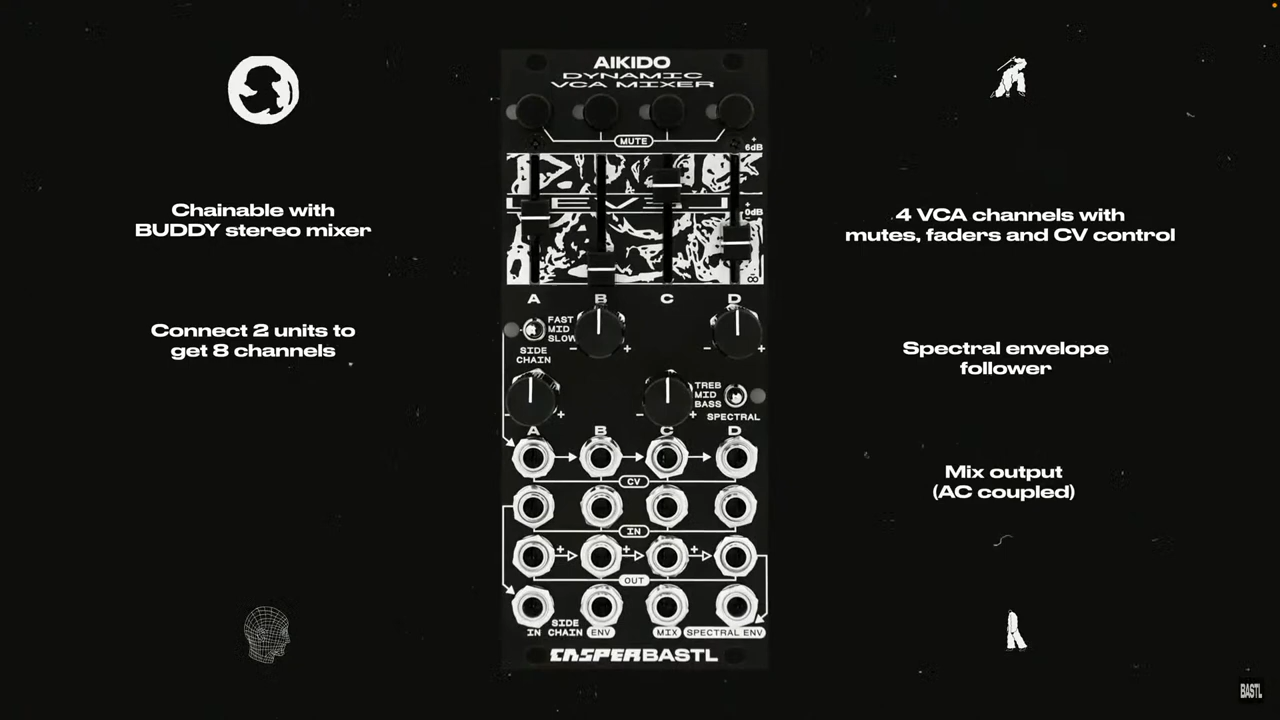 AIKIDO
DYNAMIC
VCA MIXER
MUTE
+
6dB
LEVEL
+
0dB
∞
A B C D
FAST
MID
SLOW
- +
- +
SIDE
CHAIN
TREB
MID
BASS
- +
- +
SPECTRAL
A B C D
CV
IN
+ + +
OUT
IN
SIDE
CHAIN
ENV
MIX
SPECTRAL ENV
CASPERBASTL
Chainable with
BUDDY stereo mixer
Connect 2 units to
get 8 channels
4 VCA channels with
mutes, faders and CV control
Spectral envelope
follower
Mix output
(AC coupled)
BASTL